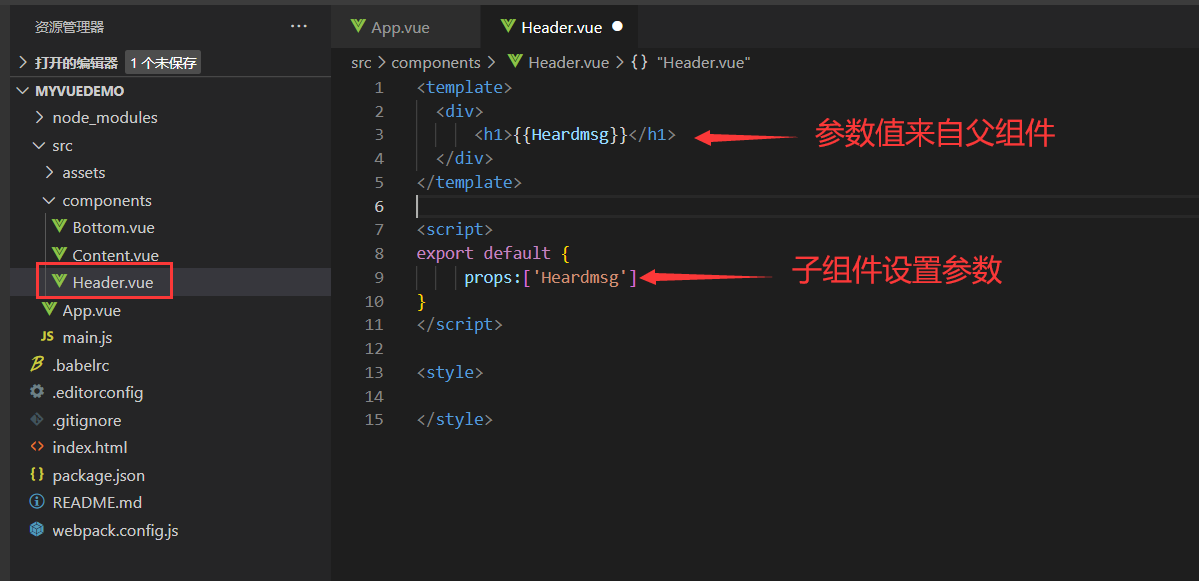 资源管理器
···
打开的编辑器 1 个未保存
MYVUEDEMO
node_modules
src
assets
components
Bottom.vue
Content.vue
Header.vue
App.vue
JS main.js
.babelrc
.editorconfig
.gitignore
<> index.html
{} package.json
README.md
webpack.config.js
App.vue
Header.vue ●
src > components > Header.vue > {} "Header.vue"
1 <template>
2 <div>
3 <h1>{{Heardmsg}}</h1>
参数值来自父组件
4 </div>
5 </template>
6
7 <script>
8 export default {
9 props:['Heardmsg']
子组件设置参数
10 }
11 </script>
12
13 <style>
14
15 </style>